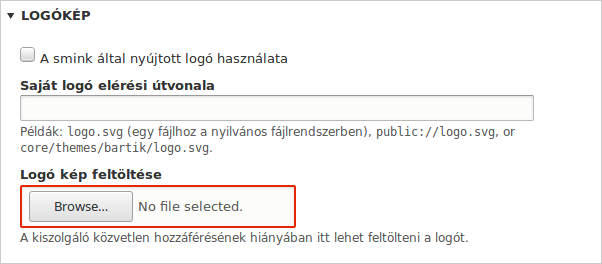 LOGÓKÉP
A smink által nyújtott logó használata
Saját logó elérési útvonala
Példák: logo.svg (egy fájlhoz a nyilvános fájlrendszerben), public://logo.svg, or
core/themes/bartik/logo.svg.
Logó kép feltöltése
Browse... No file selected.
A kiszolgáló közvetlen hozzáférésének hiányában itt lehet feltölteni a logót.